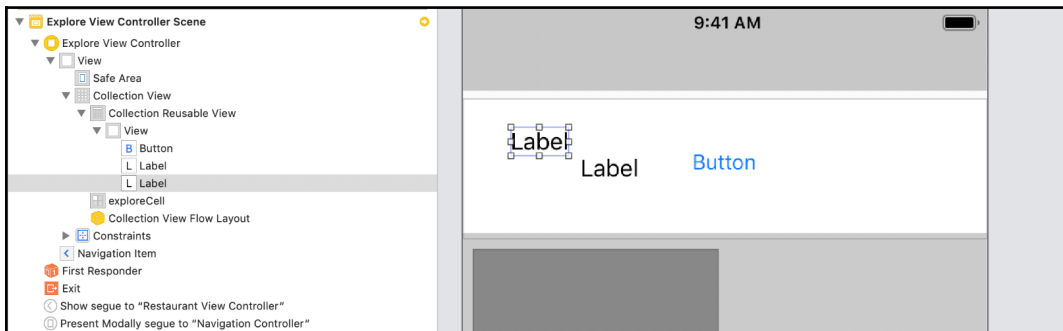 Explore View Controller Scene
Explore View Controller
View
Safe Area
Collection View
Collection Reusable View
View
B Button
L Label
L Label
exploreCell
Collection View Flow Layout
Constraints
Navigation Item
First Responder
Exit
Show segue to “Restaurant View Controller”
Present Modally segue to “Navigation Controller”
9:41 AM
Label
Label
Button